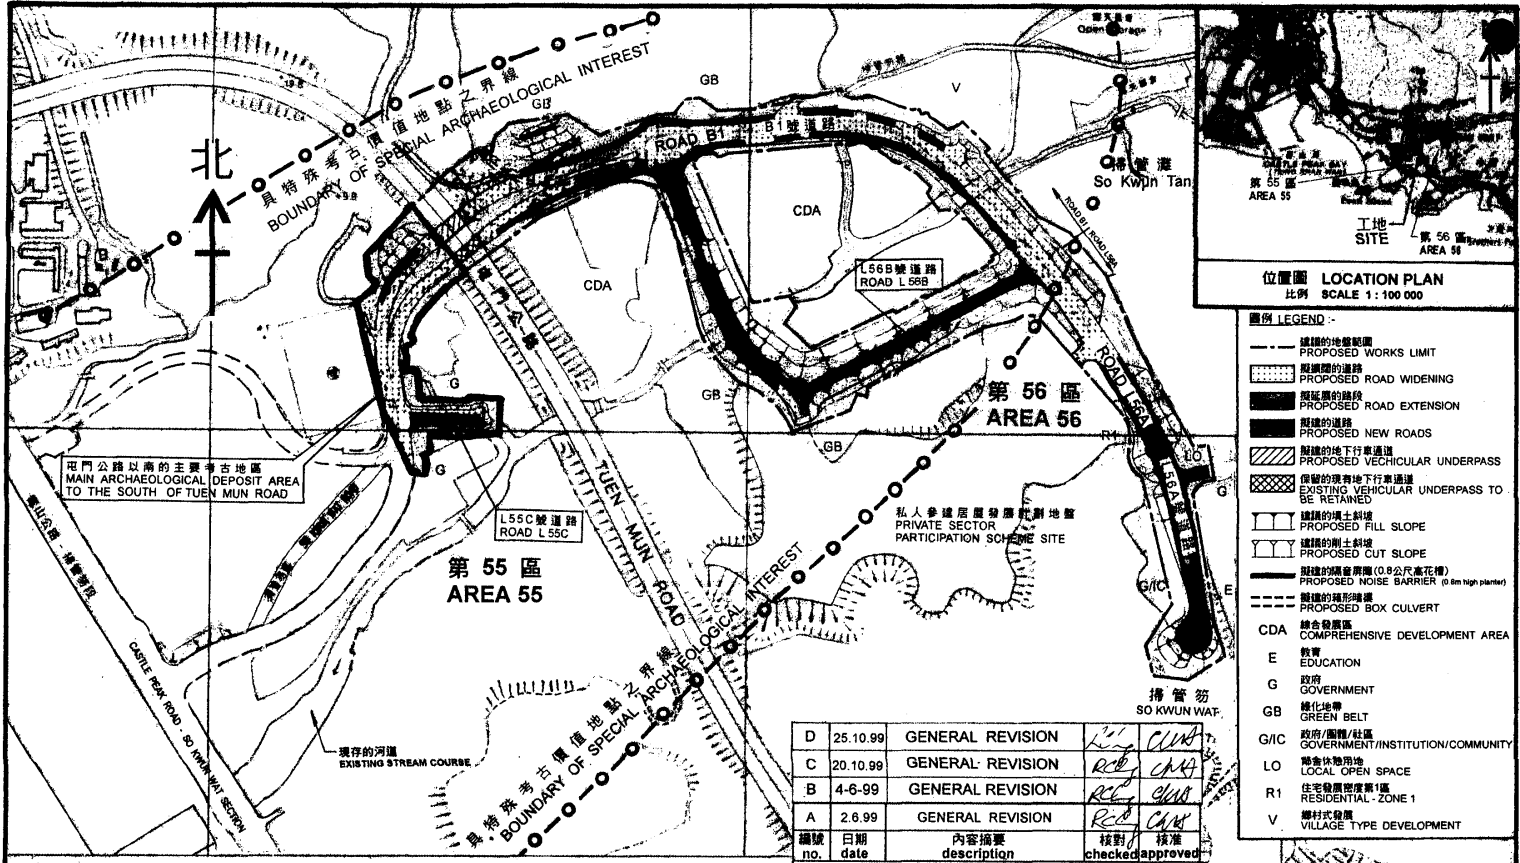 北
具特殊考古價值地點之界線
BOUNDARY OF SPECIAL ARCHAEOLOGICAL INTEREST
GB
GB
V
Open Storage
掃管灘
So Kwun Tan
ROAD B1
B1號道路
CDA
CDA
L56B號道路
ROAD L56B
ROAD L56A
第 56 區
AREA 56
GB
GB
G
G
R1
LO
G
L56A號道路
G/IC
E
掃管笏
SO KWUN WAT
屯門公路以南的主要考古地區
MAIN ARCHAEOLOGICAL DEPOSIT AREA
TO THE SOUTH OF TUEN MUN ROAD
L55C號道路
ROAD L55C
第 55 區
AREA 55
屯門公路
TUEN MUN ROAD
私人參建居屋發展計劃地盤
PRIVATE SECTOR
PARTICIPATION SCHEME SITE
CASTLE PEAK ROAD - SO KWUN WAT SECTION
現存的河道
EXISTING STREAM COURSE
具特殊考古價值地點之界線
BOUNDARY OF SPECIAL ARCHAEOLOGICAL INTEREST
CASTLE PEAK BAY
第 55 區
AREA 55
工地
SITE
第 56 區
AREA 56
位置圖 LOCATION PLAN
比例 SCALE 1 : 100 000
圖例 LEGEND :-
建議的地盤範圍
PROPOSED WORKS LIMIT
擬擴闊的道路
PROPOSED ROAD WIDENING
擬延展的路段
PROPOSED ROAD EXTENSION
擬建的道路
PROPOSED NEW ROADS
擬建的地下行車通道
PROPOSED VECHICULAR UNDERPASS
保留的現有地下行車通道
EXISTING VEHICULAR UNDERPASS TO
BE RETAINED
建議的填土斜坡
PROPOSED FILL SLOPE
建議的削土斜坡
PROPOSED CUT SLOPE
擬建的隔音屏障(0.8公尺高花槽)
PROPOSED NOISE BARRIER (0.8m high planter)
擬建的箱形暗渠
PROPOSED BOX CULVERT
CDA 綜合發展區
COMPREHENSIVE DEVELOPMENT AREA
E 教育
EDUCATION
G 政府
GOVERNMENT
GB 綠化地帶
GREEN BELT
G/IC 政府/團體/社區
GOVERNMENT/INSTITUTION/COMMUNITY
LO 鄰舍休憩用地
LOCAL OPEN SPACE
R1 住宅發展密度第1區
RESIDENTIAL - ZONE 1
V 鄉村式發展
VILLAGE TYPE DEVELOPMENT
D 25.10.99 GENERAL REVISION
C 20.10.99 GENERAL REVISION
B 4-6-99 GENERAL REVISION
A 2.6.99 GENERAL REVISION
編號 日期 內容摘要 核對 核准
no. date description checked approved